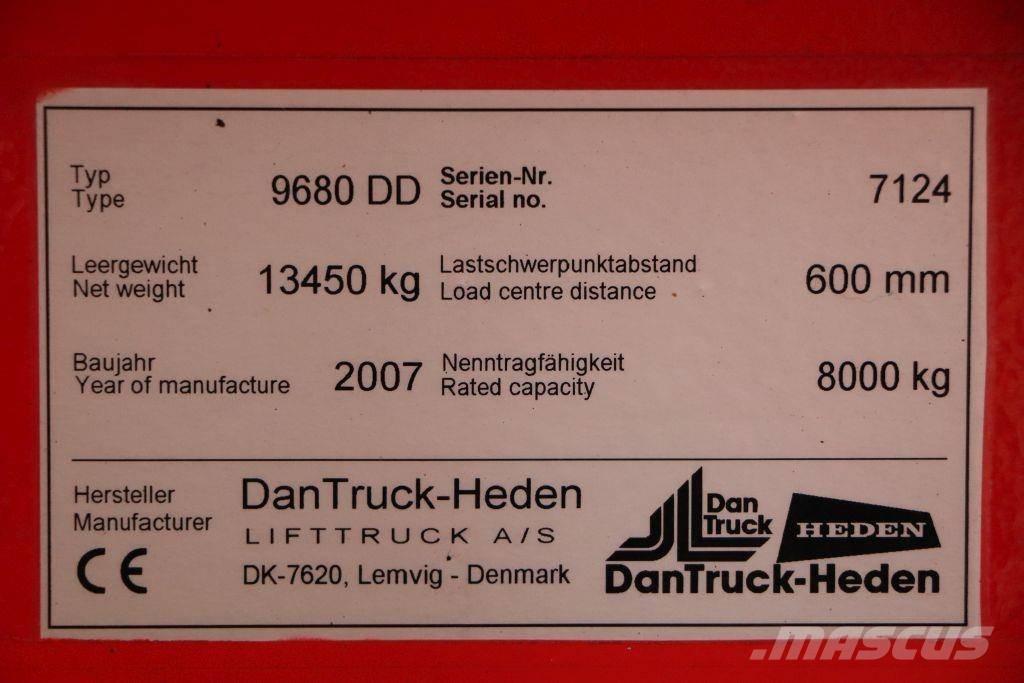 Typ
Type
9680 DD
Serien-Nr.
Serial no.
7124
Leergewicht
Net weight
13450 kg
Lastschwerpunktabstand
Load centre distance
600 mm
Baujahr
Year of manufacture
2007
Nenntragfähigkeit
Rated capacity
8000 kg
Hersteller
Manufacturer
CE
DanTruck-Heden
LIFTTRUCK A/S
DK-7620, Lemvig - Denmark
Dan
Truck
HEDEN
DanTruck-Heden
MASCUS